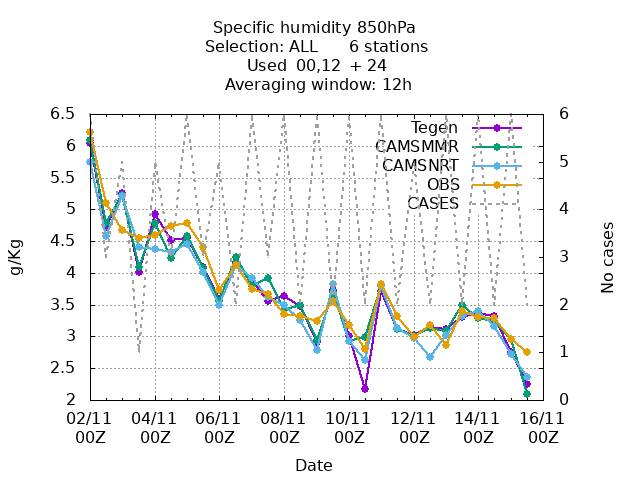 Specific humidity 850hPa
Selection: ALL 6 stations
Used 00,12 + 24
Averaging window: 12h
6.5
6
5.5
5
4.5
4
3.5
3
2.5
2
g/Kg
Tegen
CAMSMMR
CAMSNRT
OBS
CASES
6
5
4
3
2
1
0
No cases
02/11 04/11 06/11 08/11 10/11 12/11 14/11 16/11
00Z 00Z 00Z 00Z 00Z 00Z 00Z 00Z
Date